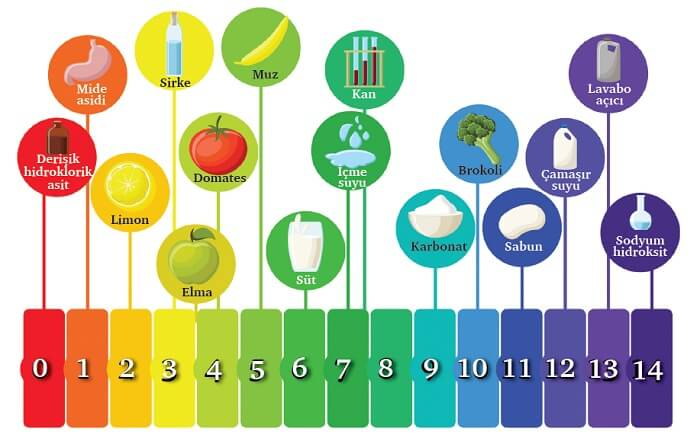 Mide
asidi
Sirke
Muz
Kan
Lavabo
açıcı
Derişik
hidroklorik
asit
Limon
Domates
Elma
İçme
suyu
Süt
Karbonat
Brokoli
Sabun
Çamaşır
suyu
Sodyum
hidroksit
0 1 2 3 4 5 6 7 8 9 10 11 12 13 14